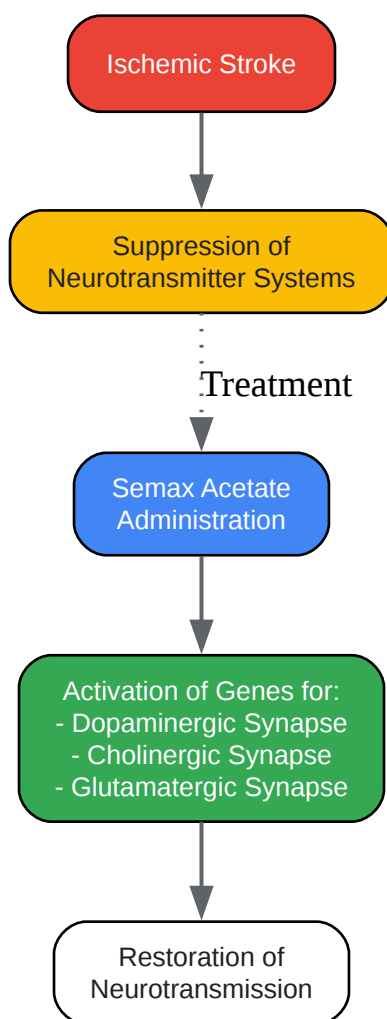 Ischemic Stroke
Suppression of
Neurotransmitter Systems
Treatment
Semax Acetate
Administration
Activation of Genes for:
- Dopaminergic Synapse
- Cholinergic Synapse
- Glutamatergic Synapse
Restoration of
Neurotransmission